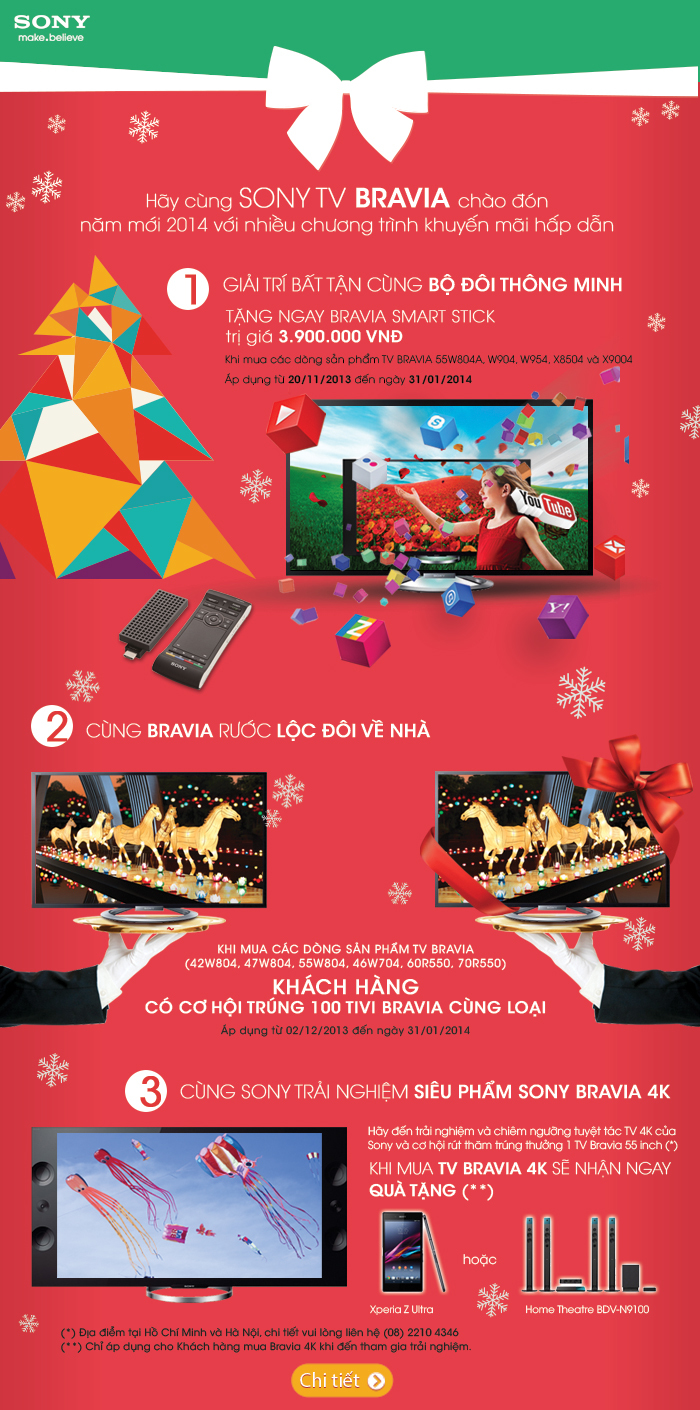 SONY
make.believe
Hãy cùng SONY TV BRAVIA chào đón
năm mới 2014 với nhiều chương trình khuyến mãi hấp dẫn
1 GIẢI TRÍ BẤT TẬN CÙNG BỘ ĐÔI THÔNG MINH
TẶNG NGAY BRAVIA SMART STICK
trị giá 3.900.000 VNĐ
Khi mua các dòng sản phẩm TV BRAVIA 55W804A, W904, W954, X8504 và X9004
Áp dụng từ 20/11/2013 đến ngày 31/01/2014
You Tube
Y!
Z
SONY
2 CÙNG BRAVIA RƯỚC LỘC ĐÔI VỀ NHÀ
KHI MUA CÁC DÒNG SẢN PHẨM TV BRAVIA
(42W804, 47W804, 55W804, 46W704, 60R550, 70R550)
KHÁCH HÀNG
CÓ CƠ HỘI TRÚNG 100 TIVI BRAVIA CÙNG LOẠI
Áp dụng từ 02/12/2013 đến ngày 31/01/2014
3 CÙNG SONY TRẢI NGHIỆM SIÊU PHẨM SONY BRAVIA 4K
Hãy đến trải nghiệm và chiêm ngưỡng tuyệt tác TV 4K của
Sony và cơ hội rút thăm trúng thưởng 1 TV Bravia 55 inch (*)
KHI MUA TV BRAVIA 4K SẼ NHẬN NGAY
QUÀ TẶNG (**)
hoặc
Xperia Z Ultra
Home Theatre BDV-N9100
(*) Địa điểm tại Hồ Chí Minh và Hà Nội, chi tiết vui lòng liên hệ (08) 2210 4346
(**) Chỉ áp dụng cho Khách hàng mua Bravia 4K khi đến tham gia trải nghiệm.
Chi tiết